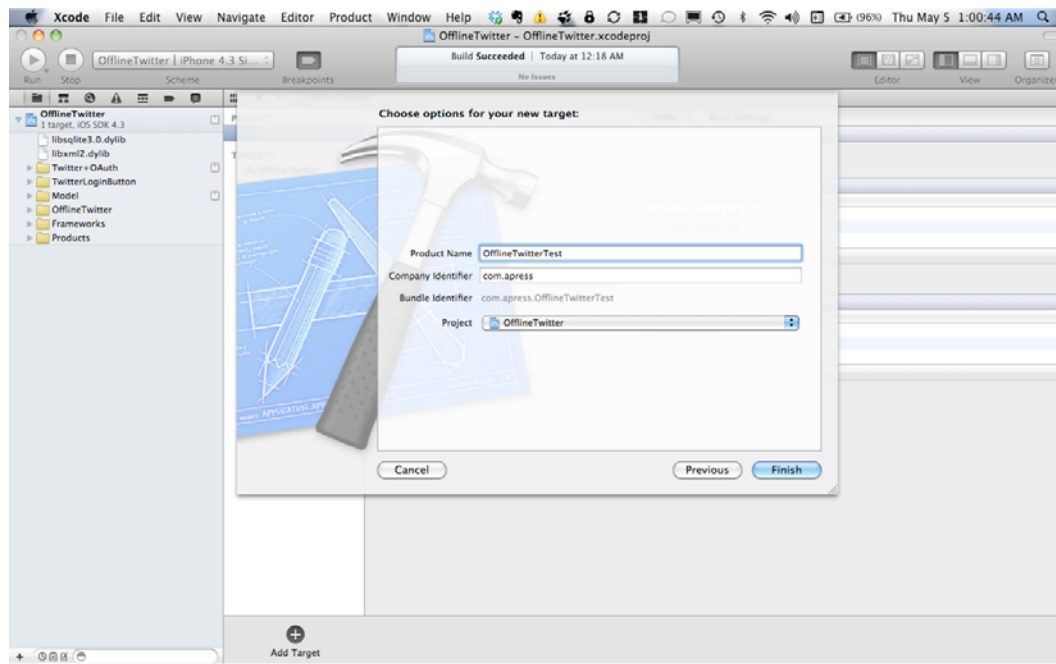 Xcode File Edit View Navigate Editor Product Window Help (96%) Thu May 5 1:00:44 AM
OfflineTwitter – OfflineTwitter.xcodeproj
OfflineTwitter | iPhone 4.3 Si...
Build Succeeded | Today at 12:18 AM
No Issues
Run Stop Scheme Breakpoints Editor View Organizer
OfflineTwitter
1 target, iOS SDK 4.3
libsqlite3.0.dylib
libxml2.dylib
Twitter+OAuth
TwitterLoginButton
Model
OfflineTwitter
Frameworks
Products
Choose options for your new target:
Product Name OfflineTwitterTest
Company Identifier com.apress
Bundle Identifier com.apress.OfflineTwitterTest
Project OfflineTwitter
Cancel Previous Finish
Add Target